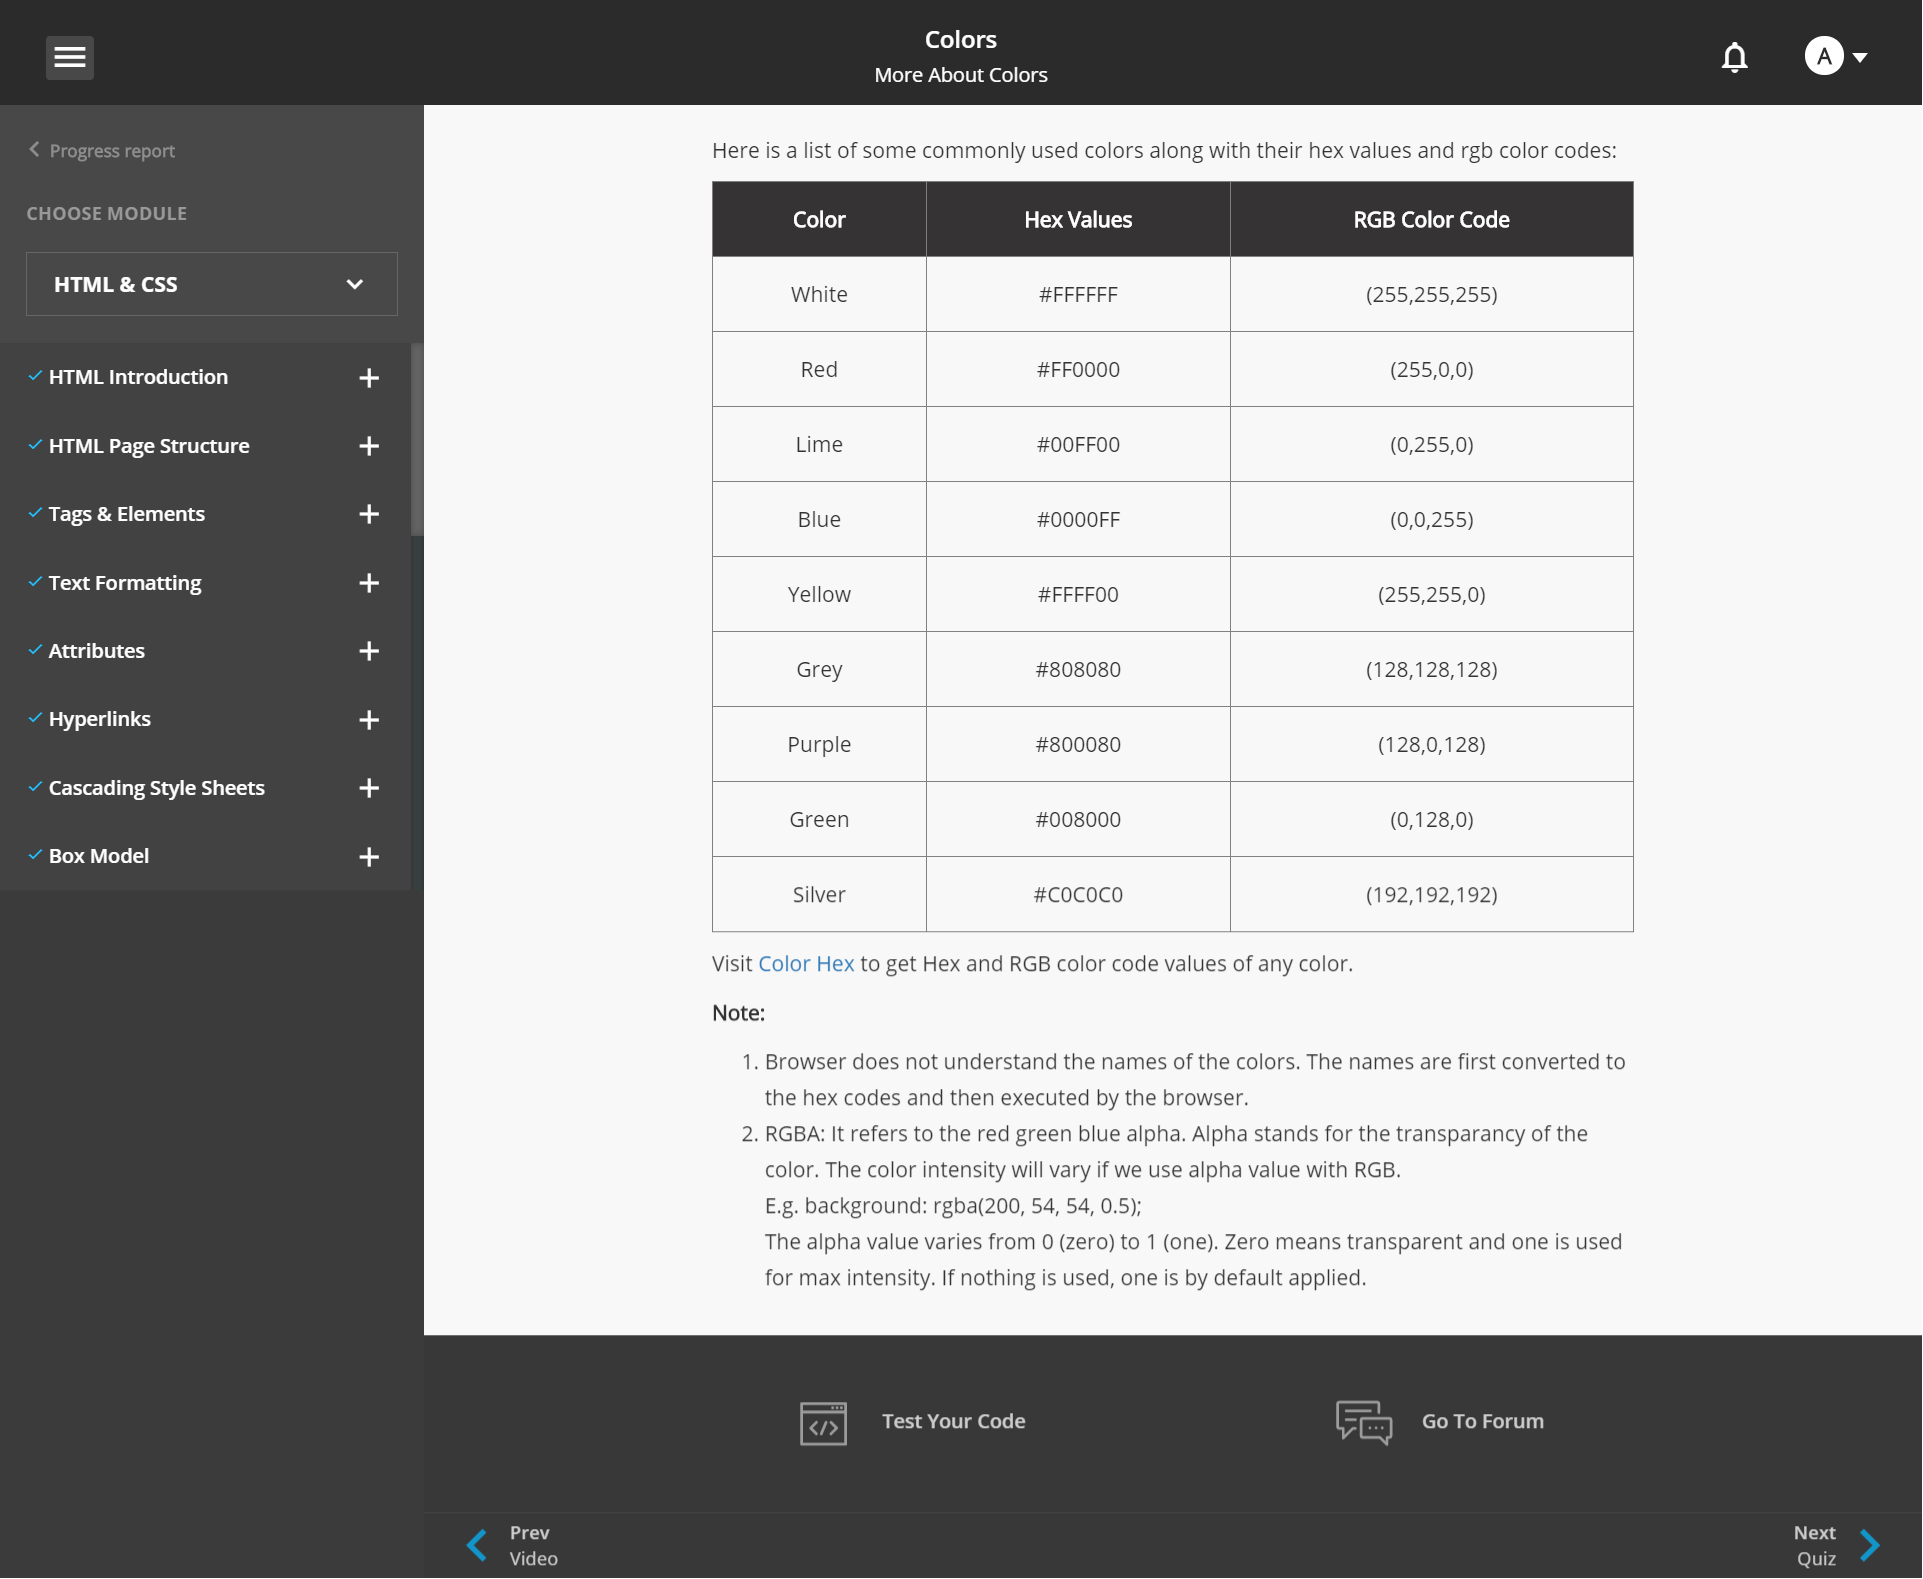 Colors
More About Colors
A
Progress report
CHOOSE MODULE
HTML & CSS
HTML Introduction
HTML Page Structure
Tags & Elements
Text Formatting
Attributes
Hyperlinks
Cascading Style Sheets
Box Model
Here is a list of some commonly used colors along with their hex values and rgb color codes:
Color Hex Values RGB Color Code
White #FFFFFF (255,255,255)
Red #FF0000 (255,0,0)
Lime #00FF00 (0,255,0)
Blue #0000FF (0,0,255)
Yellow #FFFF00 (255,255,0)
Grey #808080 (128,128,128)
Purple #800080 (128,0,128)
Green #008000 (0,128,0)
Silver #C0C0C0 (192,192,192)
Visit Color Hex to get Hex and RGB color code values of any color.
Note:
1. Browser does not understand the names of the colors. The names are first converted to
the hex codes and then executed by the browser.
2. RGBA: It refers to the red green blue alpha. Alpha stands for the transparancy of the
color. The color intensity will vary if we use alpha value with RGB.
E.g. background: rgba(200, 54, 54, 0.5);
The alpha value varies from 0 (zero) to 1 (one). Zero means transparent and one is used
for max intensity. If nothing is used, one is by default applied.
Test Your Code
Go To Forum
Prev
Video
Next
Quiz